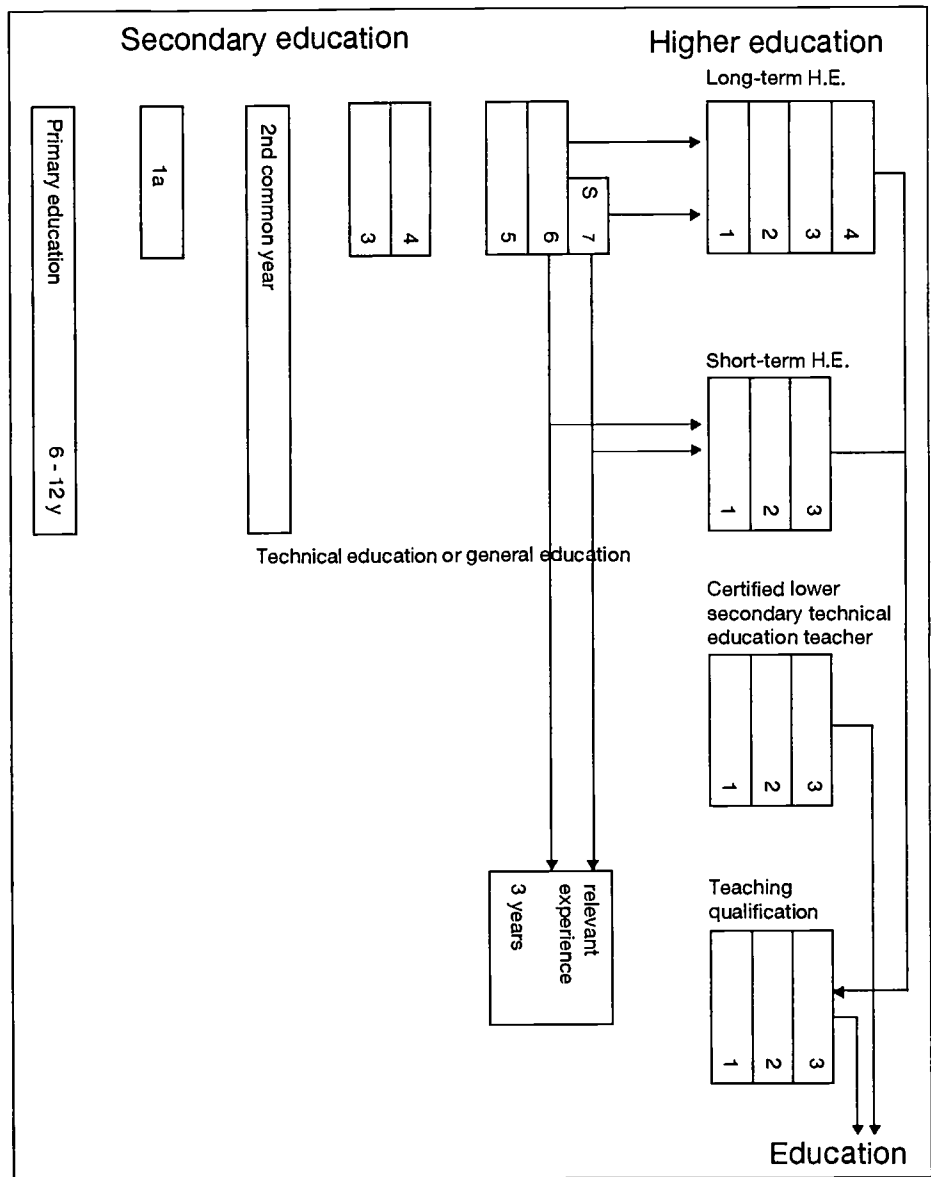 Secondary education
Higher education
Long-term H.E.
Primary education 6 - 12 y
1a
2nd common year
3
4
5
6
S 7
1
2
3
4
Short-term H.E.
1
2
3
Technical education or general education
Certified lower
secondary technical
education teacher
1
2
3
relevant
experience
3 years
Teaching
qualification
1
2
3
Education